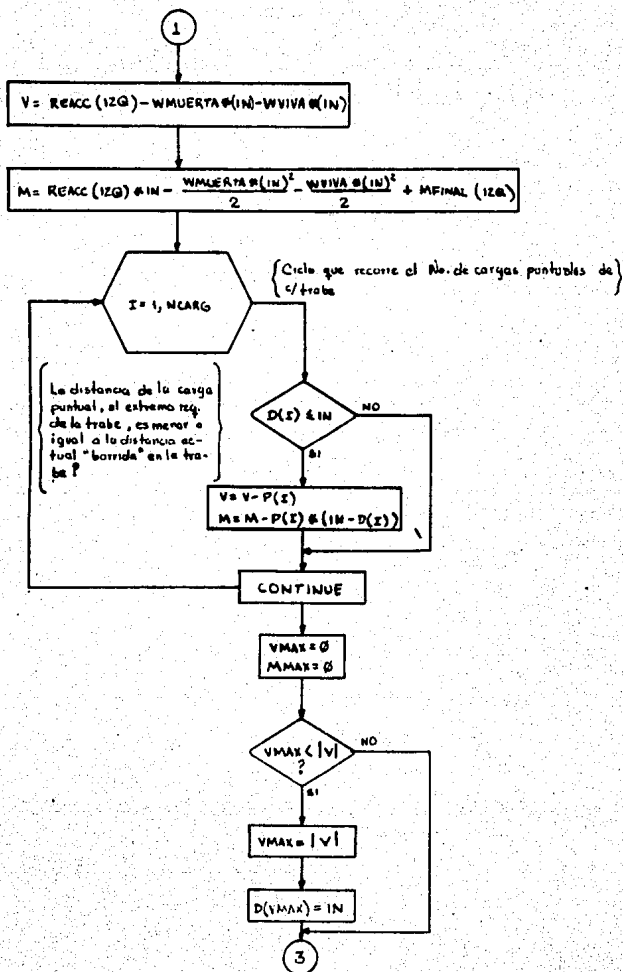 1
V = REACC (IZQ) - WMUERTA*(IN) - WVIVA*(IN)
M = REACC (IZQ) * IN - WMUERTA*(IN)²/2 - WVIVA*(IN)²/2 + MFINAL (IZQ)
I = 1, NCARG
{Ciclo que recorre el No. de cargas puntuales de
c/trabe}
La distancia de la carga
puntual, al extremo izq.
de la trabe, es menor o
igual a la distancia ac-
tual "barrida" en la tra-
be?
D(I) ≤ IN
NO
SI
V = V - P(I)
M = M - P(I) * (IN - D(I))
CONTINUE
VMAX = Ø
MMAX = Ø
VMAX < |V|
?
NO
SI
VMAX = |V|
D(VMAX) = IN
3